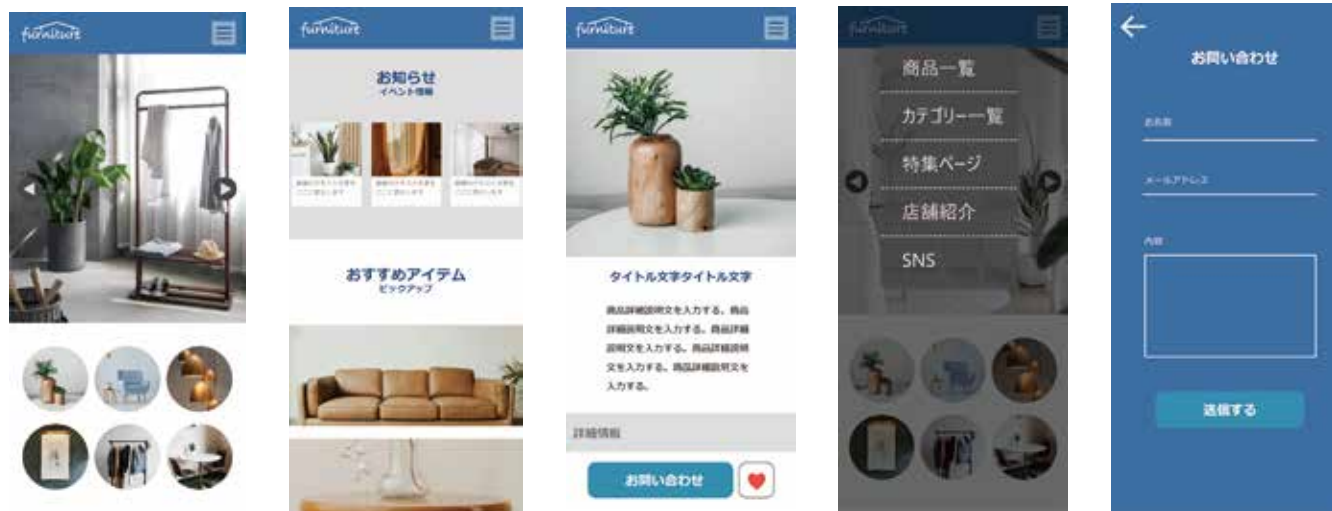 furniture
furniture
お知らせ
イベント情報
おすすめアイテム
ピックアップ
furniture
タイトル文字タイトル文字
商品詳細説明文を入力する。商品
詳細説明文を入力する。商品詳細
説明文を入力する。商品詳細説明
文を入力する。商品詳細説明文を
入力する。
詳細情報
お問い合わせ
furniture
商品一覧
カテゴリー一覧
特集ページ
店舗紹介
SNS
お問い合わせ
お名前
メールアドレス
内容
送信する